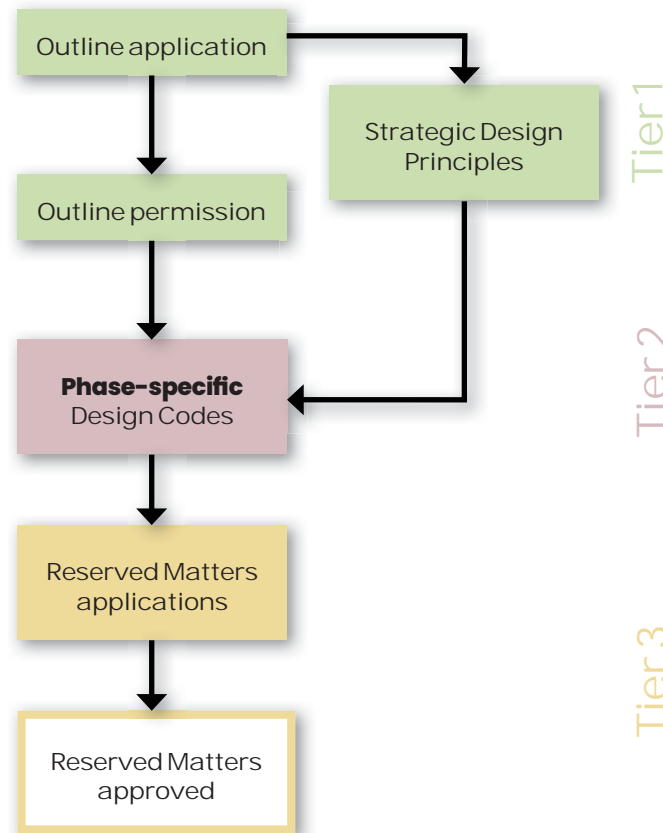 Outline application
Strategic Design
Principles
Tier 1
Outline permission
Phase-specific
Design Codes
Tier 2
Reserved Matters
applications
Tier 3
Reserved Matters
approved